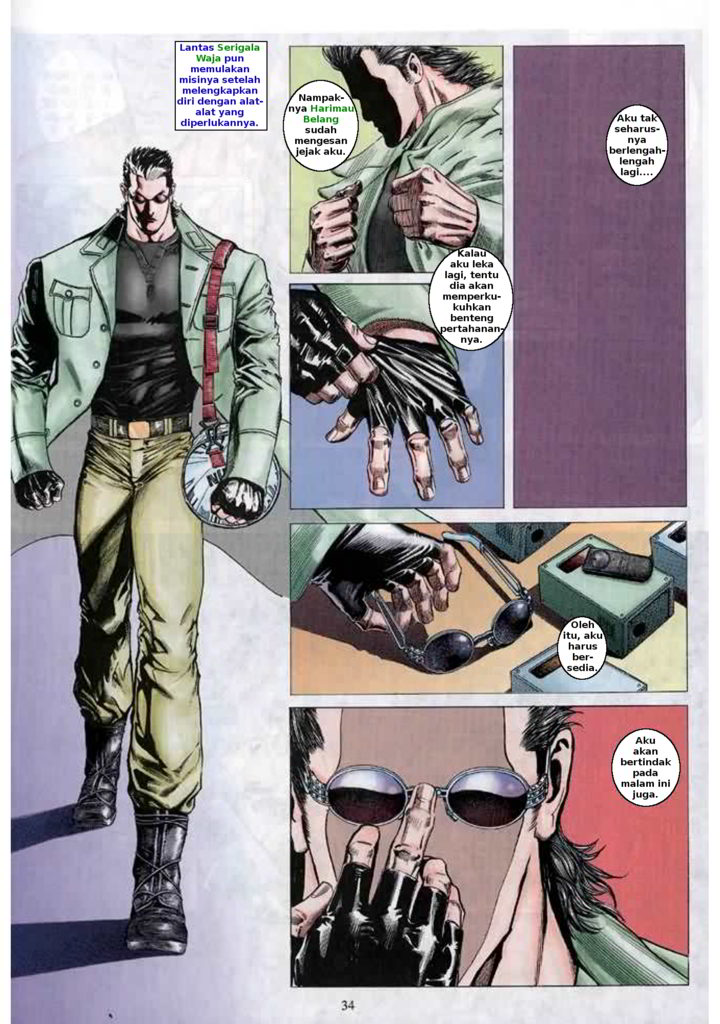 Lantas Serigala
Waja pun
memulakan
misinya setelah
melengkapkan
diri dengan alat-
alat yang
diperlukannya.
Nampak-
nya Harimau
Belang
sudah
mengesan
jejak aku.
Aku tak
seharus-
nya
berlengah-
lengah
lagi....
Kalau
aku leka
lagi, tentu
dia akan
memperku-
kuhkan
benteng
pertahanan-
nya.
Oleh
itu, aku
harus
ber-
sedia.
Aku
akan
bertindak
pada
malam ini
juga.
34